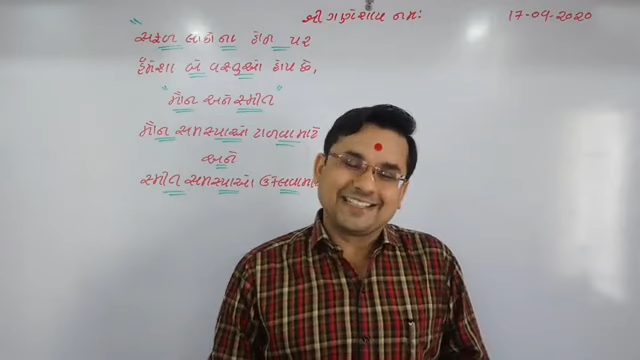 શ્રી ગણેશાય નમઃ
17-09-2020
"સફળ લોકોના હોન પર
હંમેશા બે વસ્તુઓ હોય છે,
"મૌન અને સ્મીત"
મૌન સમસ્યાઓ ટાળવા માટે
અને
સ્મીત સમસ્યાઓ ઉકેલવા મા